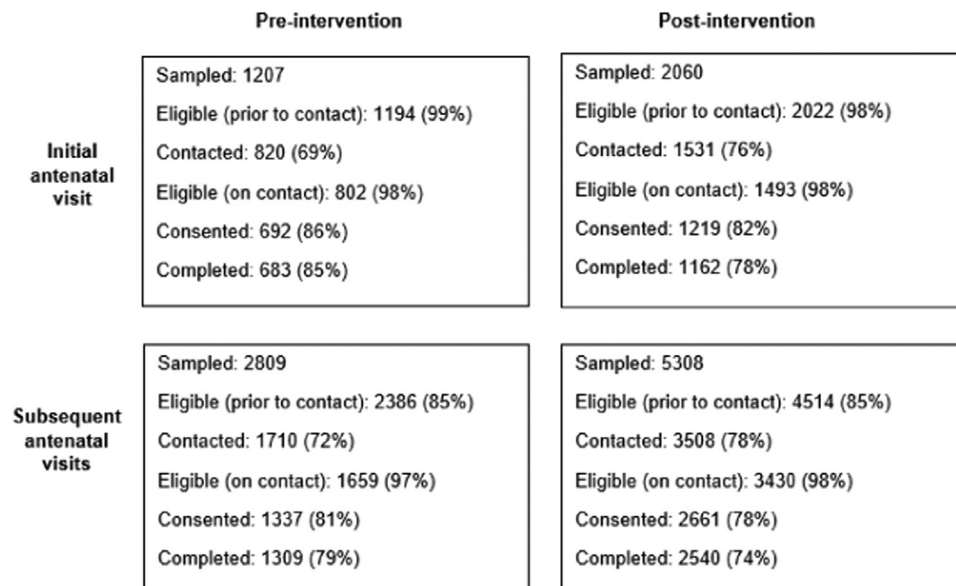 Pre-intervention
Post-intervention
Initial
antenatal
visit
Sampled: 1207
Eligible (prior to contact): 1194 (99%)
Contacted: 820 (69%)
Eligible (on contact): 802 (98%)
Consented: 692 (86%)
Completed: 683 (85%)
Sampled: 2060
Eligible (prior to contact): 2022 (98%)
Contacted: 1531 (76%)
Eligible (on contact): 1493 (98%)
Consented: 1219 (82%)
Completed: 1162 (78%)
Subsequent
antenatal
visits
Sampled: 2809
Eligible (prior to contact): 2386 (85%)
Contacted: 1710 (72%)
Eligible (on contact): 1659 (97%)
Consented: 1337 (81%)
Completed: 1309 (79%)
Sampled: 5308
Eligible (prior to contact): 4514 (85%)
Contacted: 3508 (78%)
Eligible (on contact): 3430 (98%)
Consented: 2661 (78%)
Completed: 2540 (74%)